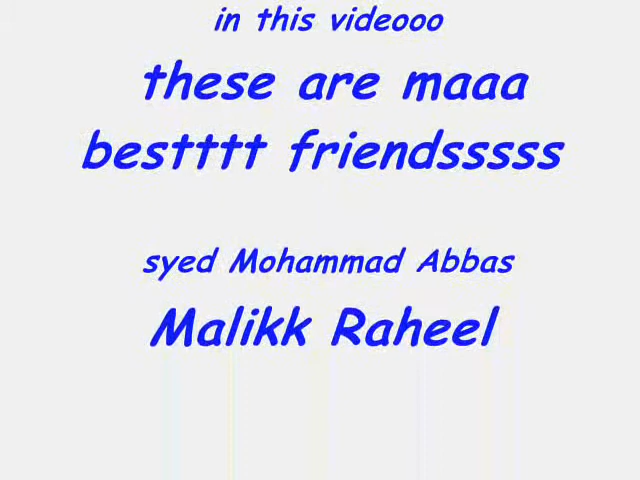 in this videooo
these are maaa
bestttt friendsssss
syed Mohammad Abbas
Malikk Raheel